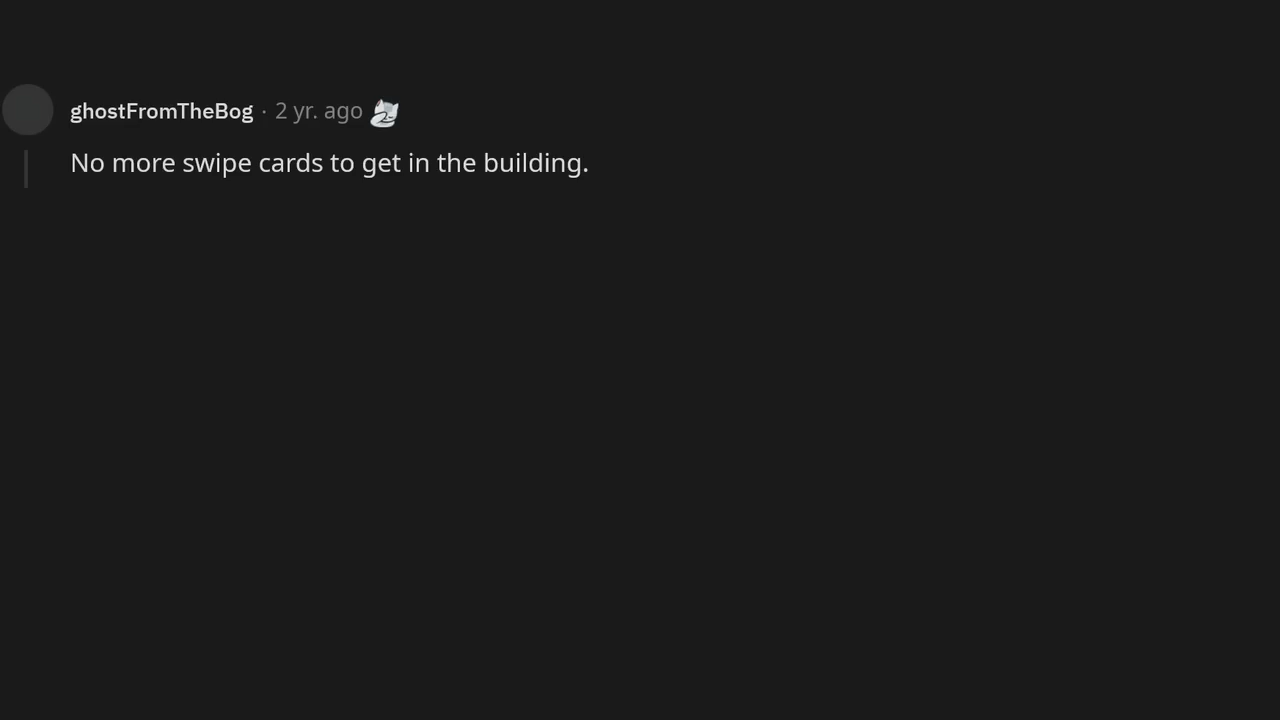 ghostFromTheBog · 2 yr. ago
No more swipe cards to get in the building.